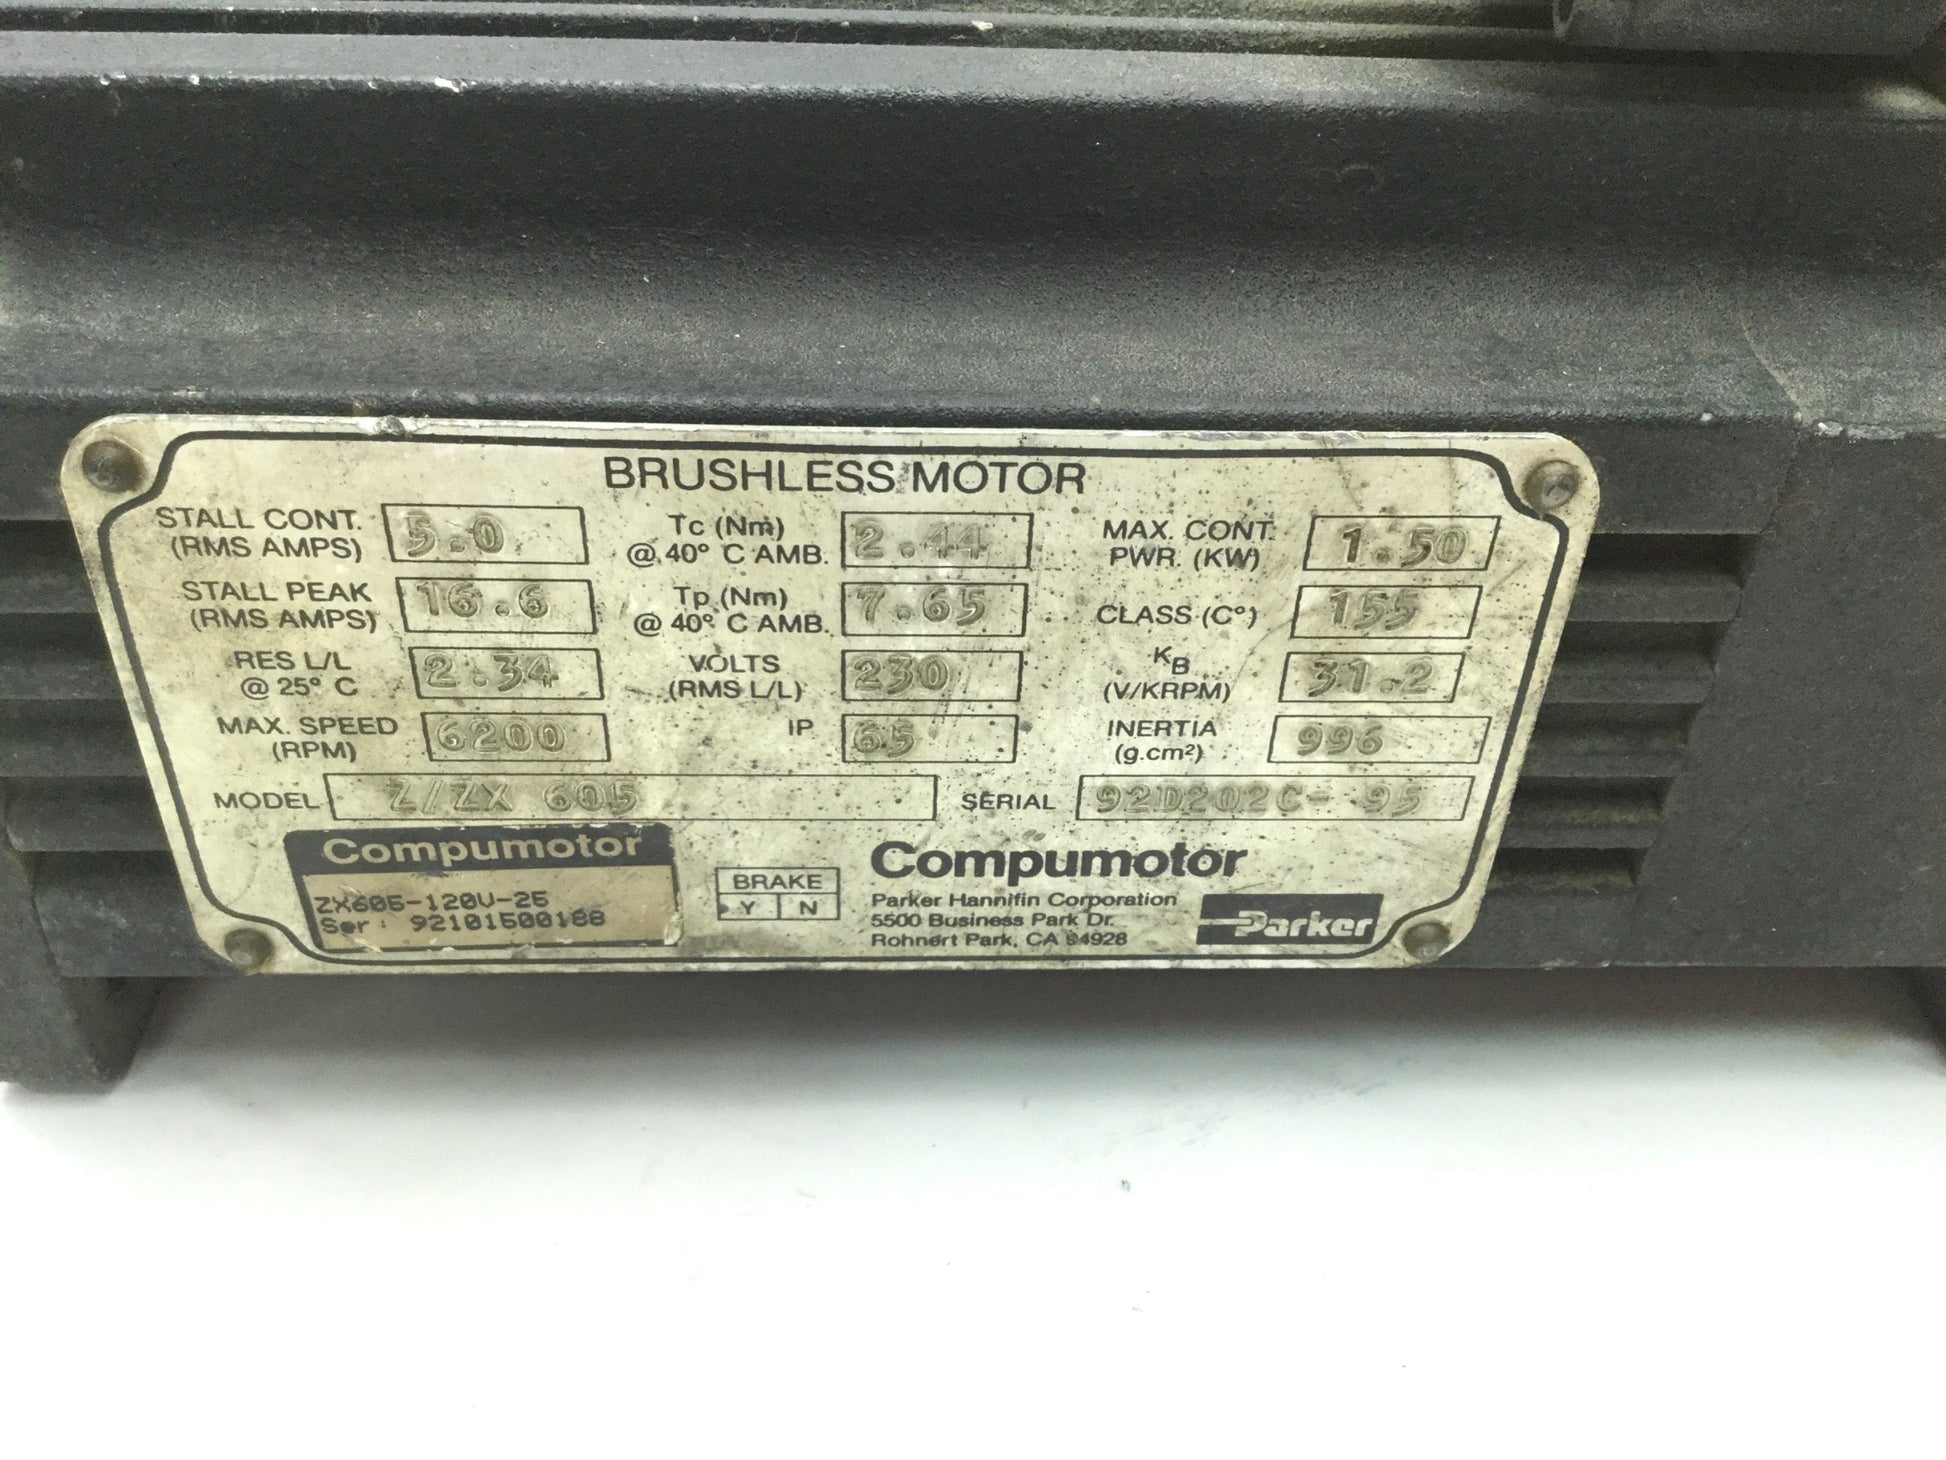 BRUSHLESS MOTOR
STALL CONT. 5.0 Tc (Nm) 2.44 MAX. CONT. 1.50
(RMS AMPS) @ 40° C AMB. PWR. (KW)
STALL PEAK 16.6 Tp (Nm) 7.65 CLASS (C°) 155
(RMS AMPS) @ 40° C AMB.
RES L/L 2.34 VOLTS 230 KB 31.2
@ 25° C (RMS L/L) (V/KRPM)
MAX. SPEED 6200 IP 65 INERTIA 996
(RPM) (g.cm²)
MODEL Z/ZX 605 SERIAL 92D202C- 95
Compumotor
ZX605-120V-25
Ser: 92101500188
BRAKE
Y N
Compumotor
Parker Hannifin Corporation
5500 Business Park Dr.
Rohnert Park, CA 94928
Parker